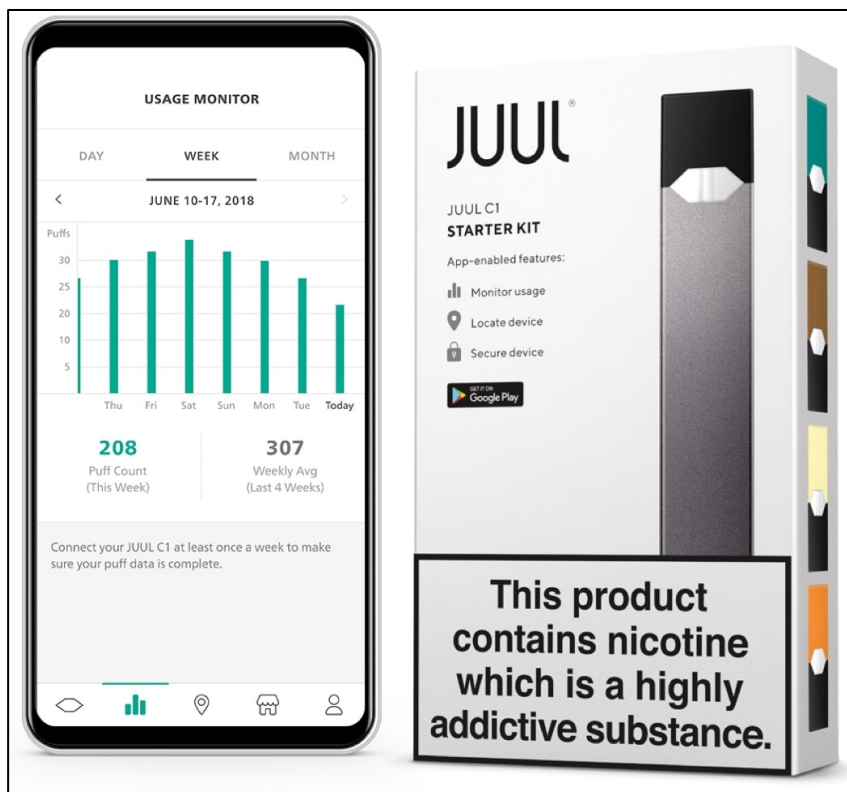 USAGE MONITOR
DAY WEEK MONTH
JUNE 10-17, 2018
Puffs
30
25
20
15
10
5
Thu Fri Sat Sun Mon Tue Today
208 307
Puff Count Weekly Avg
(This Week) (Last 4 Weeks)
Connect your JUUL C1 at least once a week to make
sure your puff data is complete.
JUUL®
JUUL C1
STARTER KIT
App-enabled features:
Monitor usage
Locate device
Secure device
GET IT ON
Google Play
This product
contains nicotine
which is a highly
addictive substance.